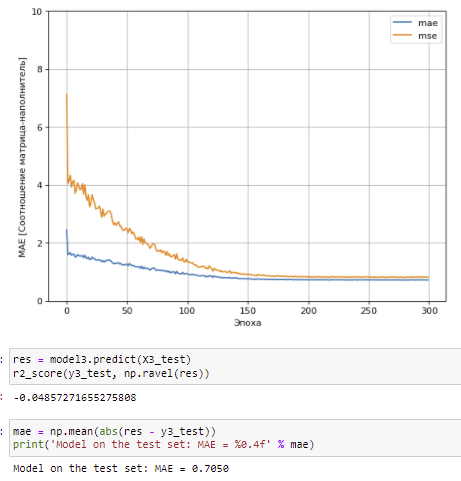 10
8
6
4
2
0
MAE [Соотношение матрица-наполнитель]
mae
mse
0 50 100 150 200 250 300
Эпоха
: res = model3.predict(X3_test)
r2_score(y3_test, np.ravel(res))
: -0.04857271655275808
: mae = np.mean(abs(res - y3_test))
print('Model on the test set: MAE = %0.4f' % mae)
Model on the test set: MAE = 0.7050